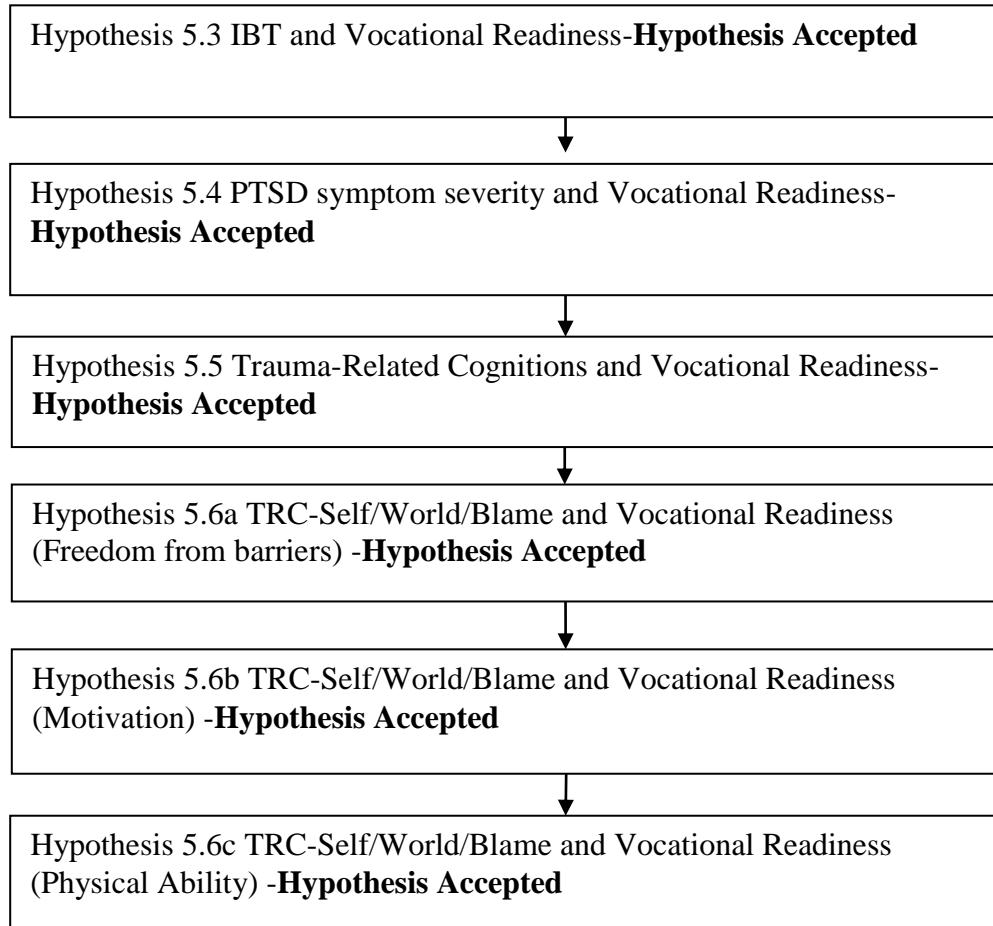 Hypothesis 5.3 IBT and Vocational Readiness-Hypothesis Accepted
Hypothesis 5.4 PTSD symptom severity and Vocational Readiness-
Hypothesis Accepted
Hypothesis 5.5 Trauma-Related Cognitions and Vocational Readiness-
Hypothesis Accepted
Hypothesis 5.6a TRC-Self/World/Blame and Vocational Readiness
(Freedom from barriers) -Hypothesis Accepted
Hypothesis 5.6b TRC-Self/World/Blame and Vocational Readiness
(Motivation) -Hypothesis Accepted
Hypothesis 5.6c TRC-Self/World/Blame and Vocational Readiness
(Physical Ability) -Hypothesis Accepted